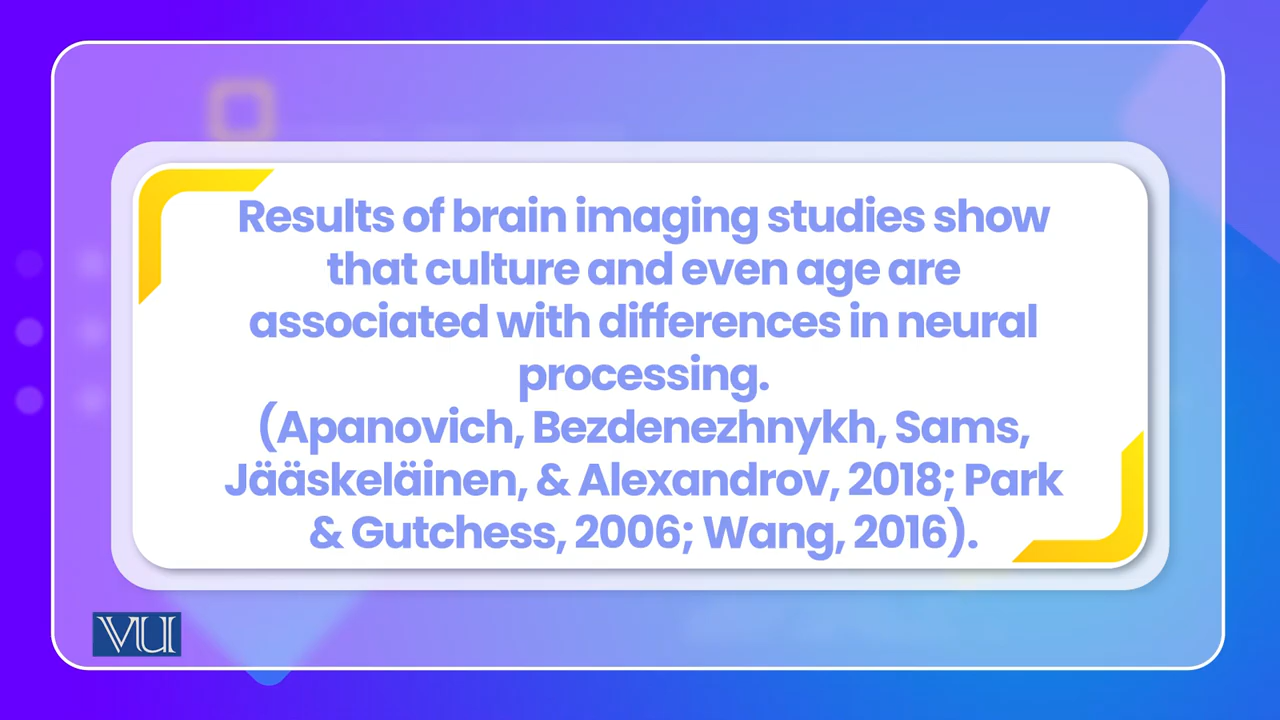 Results of brain imaging studies show
that culture and even age are
associated with differences in neural
processing.
(Apanovich, Bezdenezhnykh, Sams,
Jääskeläinen, & Alexandrov, 2018; Park
& Gutchess, 2006; Wang, 2016).
VU